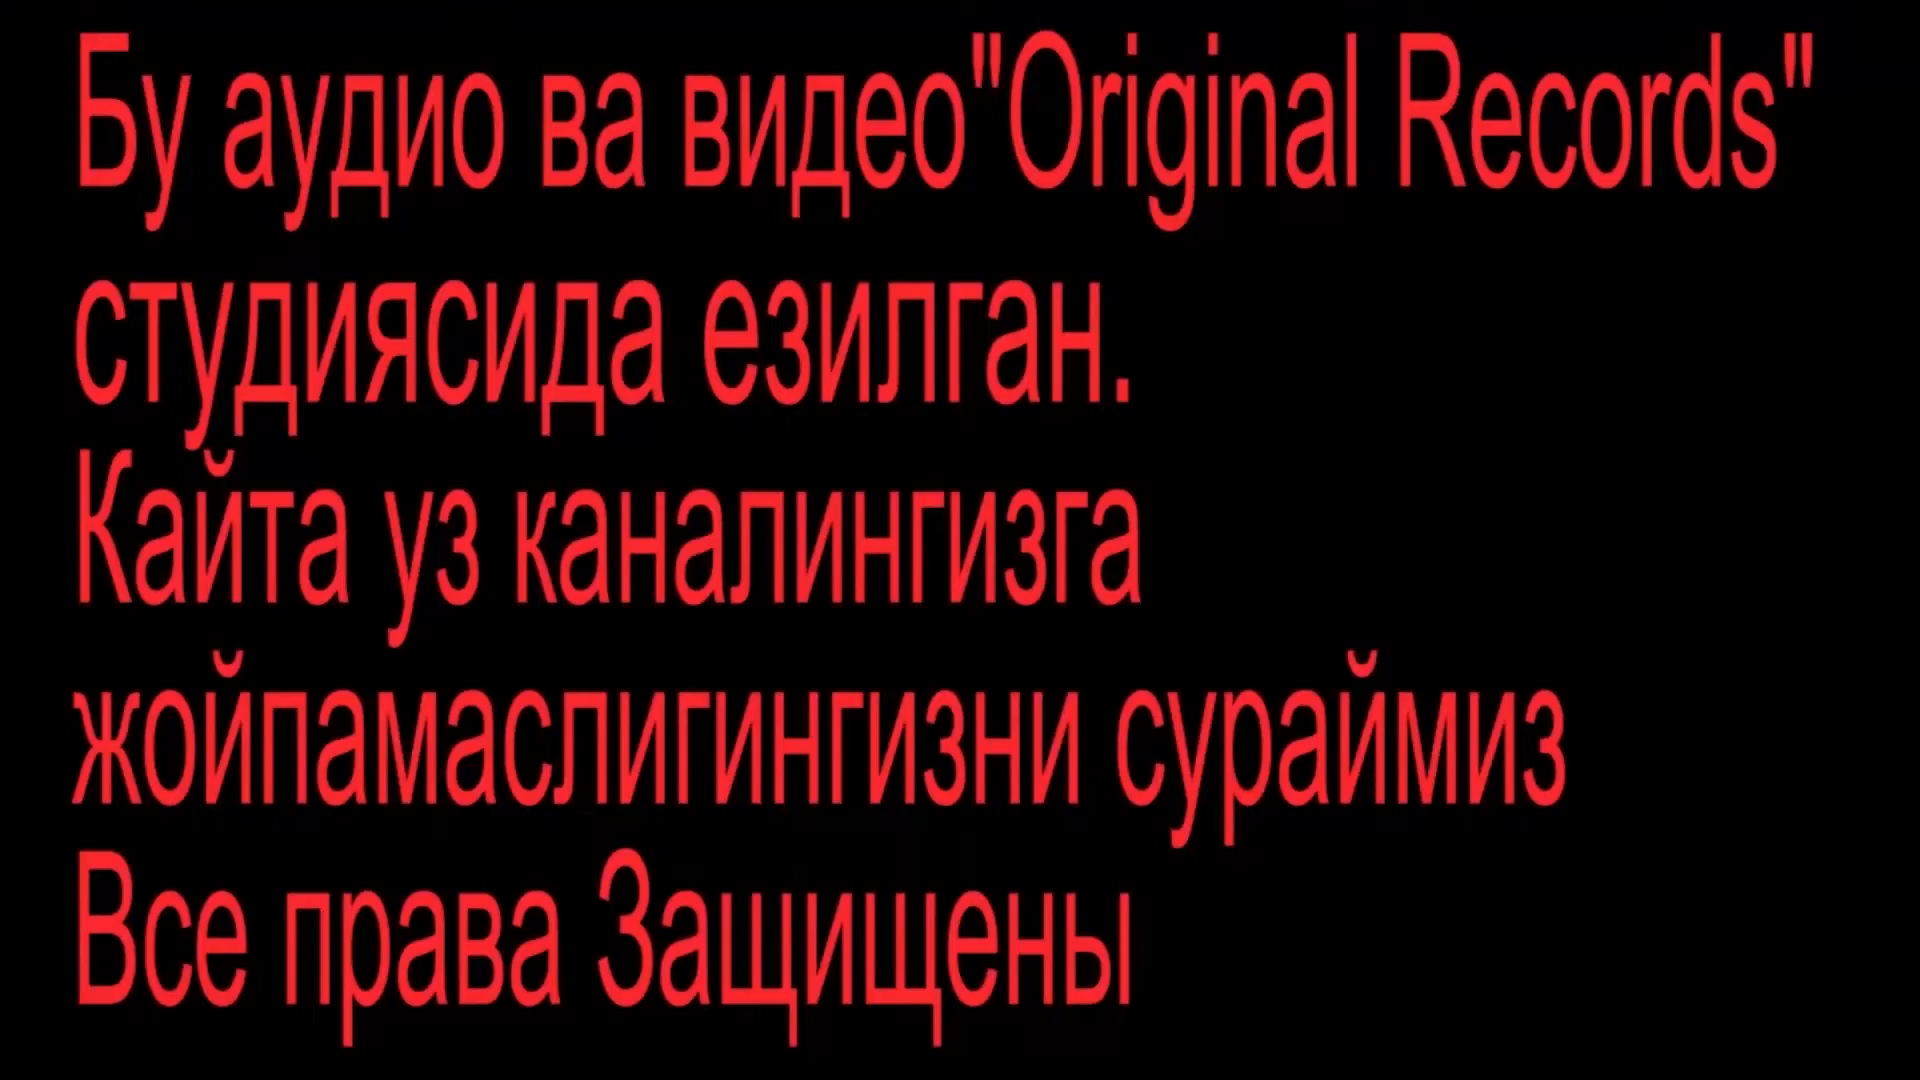 Бу аудио ва видео"Original Records"
студиясида езилган.
Кайта уз каналингизга
жойпамаслигингизни сураймиз
Все права Защищены